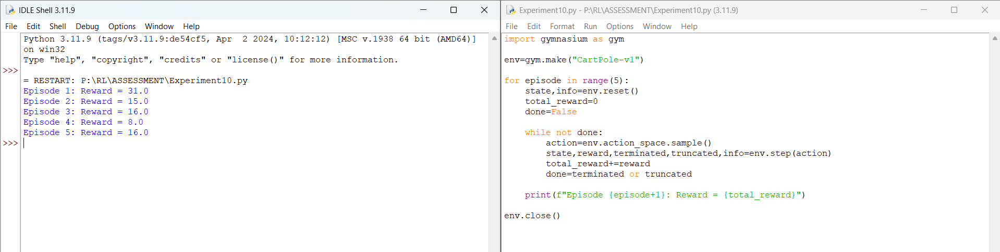 IDLE Shell 3.11.9
File Edit Shell Debug Options Window Help
Python 3.11.9 (tags/v3.11.9:de54cf5, Apr  2 2024, 10:12:12) [MSC v.1938 64 bit (AMD64)]
on win32
Type "help", "copyright", "credits" or "license()" for more information.
>>>
= RESTART: P:\RL\ASSESSMENT\Experiment10.py
Episode 1: Reward = 31.0
Episode 2: Reward = 15.0
Episode 3: Reward = 16.0
Episode 4: Reward = 8.0
Episode 5: Reward = 16.0
>>>
Experiment10.py - P:\RL\ASSESSMENT\Experiment10.py (3.11.9)
File Edit Format Run Options Window Help
import gymnasium as gym
env=gym.make("CartPole-v1")
for episode in range(5):
    state,info=env.reset()
    total_reward=0
    done=False
    while not done:
        action=env.action_space.sample()
        state,reward,terminated,truncated,info=env.step(action)
        total_reward+=reward
        done=terminated or truncated
    print(f"Episode {episode+1}: Reward = {total_reward}")
env.close()